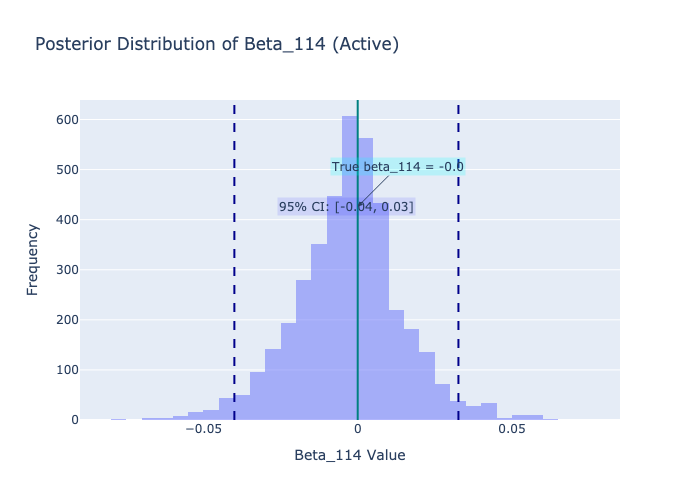 Posterior Distribution of Beta_114 (Active)
600
500
400
300
200
100
0
Frequency
True beta_114 = -0.0
95% CI: [-0.04, 0.03]
−0.05
0
0.05
Beta_114 Value